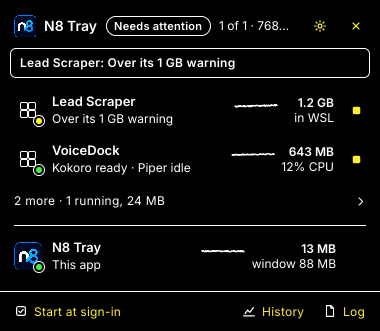 n8 N8 Tray Needs attention 1 of 1 · 768...
Lead Scraper: Over its 1 GB warning
Lead Scraper 1.2 GB
Over its 1 GB warning in WSL
VoiceDock 643 MB
Kokoro ready · Piper idle 12% CPU
2 more · 1 running, 24 MB
n8 N8 Tray 13 MB
This app window 88 MB
Start at sign-in History Log